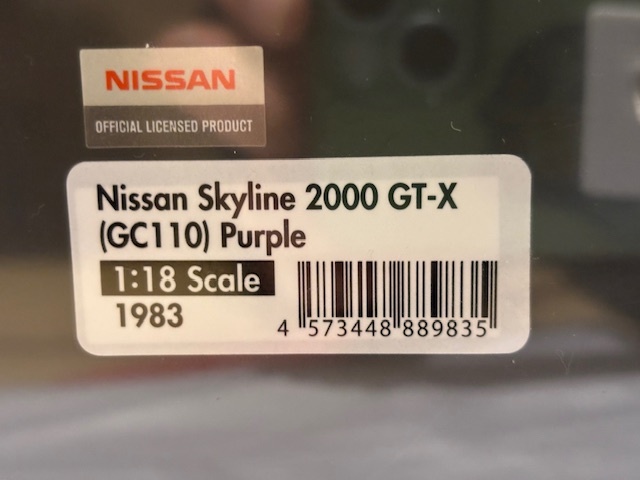 NISSAN
OFFICIAL LICENSED PRODUCT
Nissan Skyline 2000 GT-X
(GC110) Purple
1:18 Scale
1983
4 573448 889835